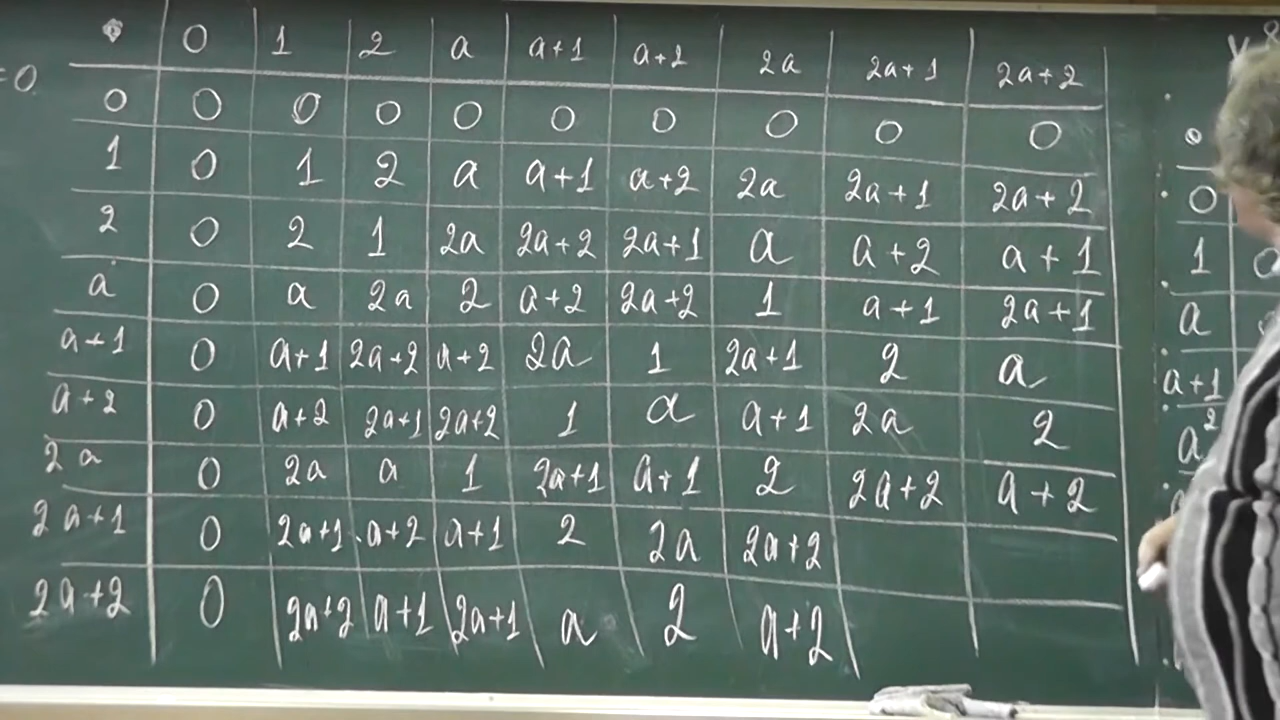 = 0
∘ 0 1 2 a a+1 a+2 2a 2a+1 2a+2
0 0 0 0 0 0 0 0 0 0
1 0 1 2 a a+1 a+2 2a 2a+1 2a+2
2 0 2 1 2a 2a+2 2a+1 a a+2 a+1
a 0 a 2a 2 a+2 2a+2 1 a+1 2a+1
a+1 0 a+1 2a+2 a+2 2a 1 2a+1 2 a
a+2 0 a+2 2a+1 2a+2 1 a a+1 2a 2
2a 0 2a a 1 2a+1 a+1 2 2a+2 a+2
2a+1 0 2a+1 a+2 a+1 2 2a 2a+2
2a+2 0 2a+2 a+1 2a+1 a 2 a+2
∘
0
1 0
a
a+1
a²